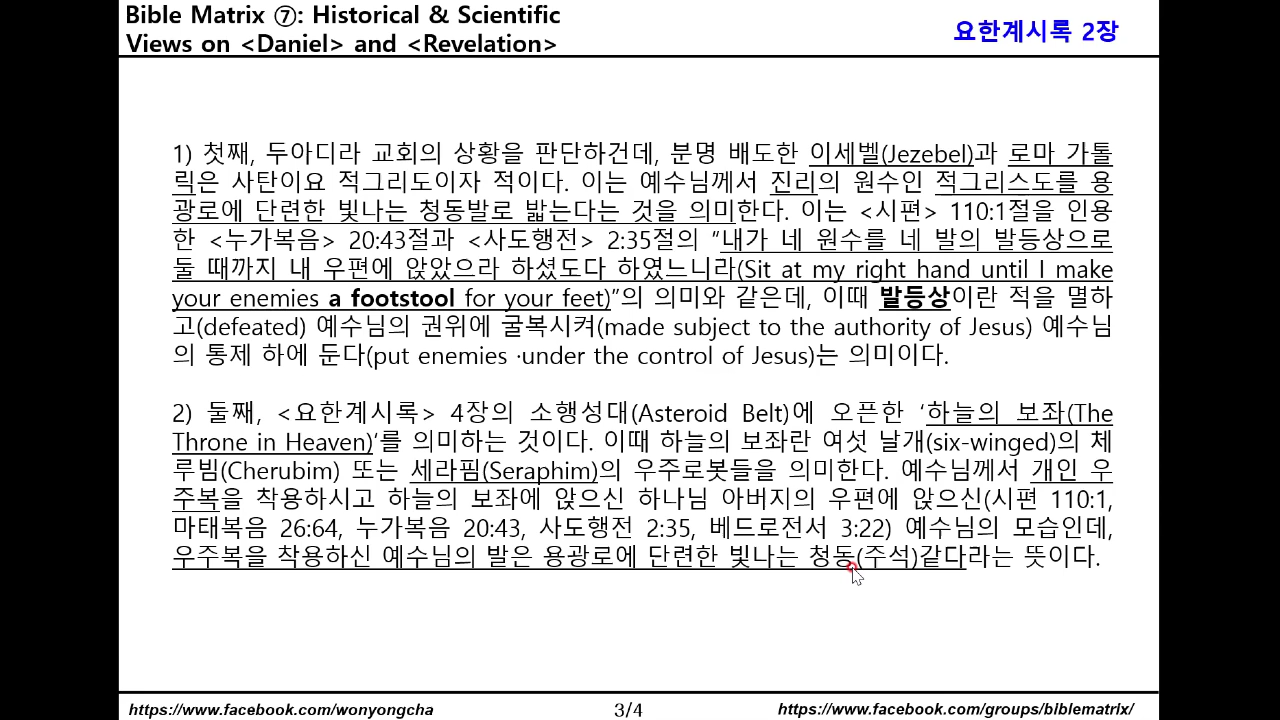 Bible Matrix ⑦: Historical & Scientific
Views on <Daniel> and <Revelation>
요한계시록 2장
1) 첫째, 두아디라 교회의 상황을 판단하건데, 분명 배도한 이세벨(Jezebel)과 로마 가톨
릭은 사탄이요 적그리도이자 적이다. 이는 예수님께서 진리의 원수인 적그리스도를 용
광로에 단련한 빛나는 청동발로 밟는다는 것을 의미한다. 이는 <시편> 110:1절을 인용
한 <누가복음> 20:43절과 <사도행전> 2:35절의 “내가 네 원수를 네 발의 발등상으로
둘 때까지 내 우편에 앉았으라 하셨도다 하였느니라(Sit at my right hand until I make
your enemies a footstool for your feet)”의 의미와 같은데, 이때 발등상이란 적을 멸하
고(defeated) 예수님의 권위에 굴복시켜(made subject to the authority of Jesus) 예수님
의 통제 하에 둔다(put enemies ·under the control of Jesus)는 의미이다.
2) 둘째, <요한계시록> 4장의 소행성대(Asteroid Belt)에 오픈한 ‘하늘의 보좌(The
Throne in Heaven)’를 의미하는 것이다. 이때 하늘의 보좌란 여섯 날개(six-winged)의 체
루빔(Cherubim) 또는 세라핌(Seraphim)의 우주로봇들을 의미한다. 예수님께서 개인 우
주복을 착용하시고 하늘의 보좌에 앉으신 하나님 아버지의 우편에 앉으신(시편 110:1,
마태복음 26:64, 누가복음 20:43, 사도행전 2:35, 베드로전서 3:22) 예수님의 모습인데,
우주복을 착용하신 예수님의 발은 용광로에 단련한 빛나는 청동(주석)같다라는 뜻이다.
https://www.facebook.com/wonyongcha
3/4
https://www.facebook.com/groups/biblematrix/